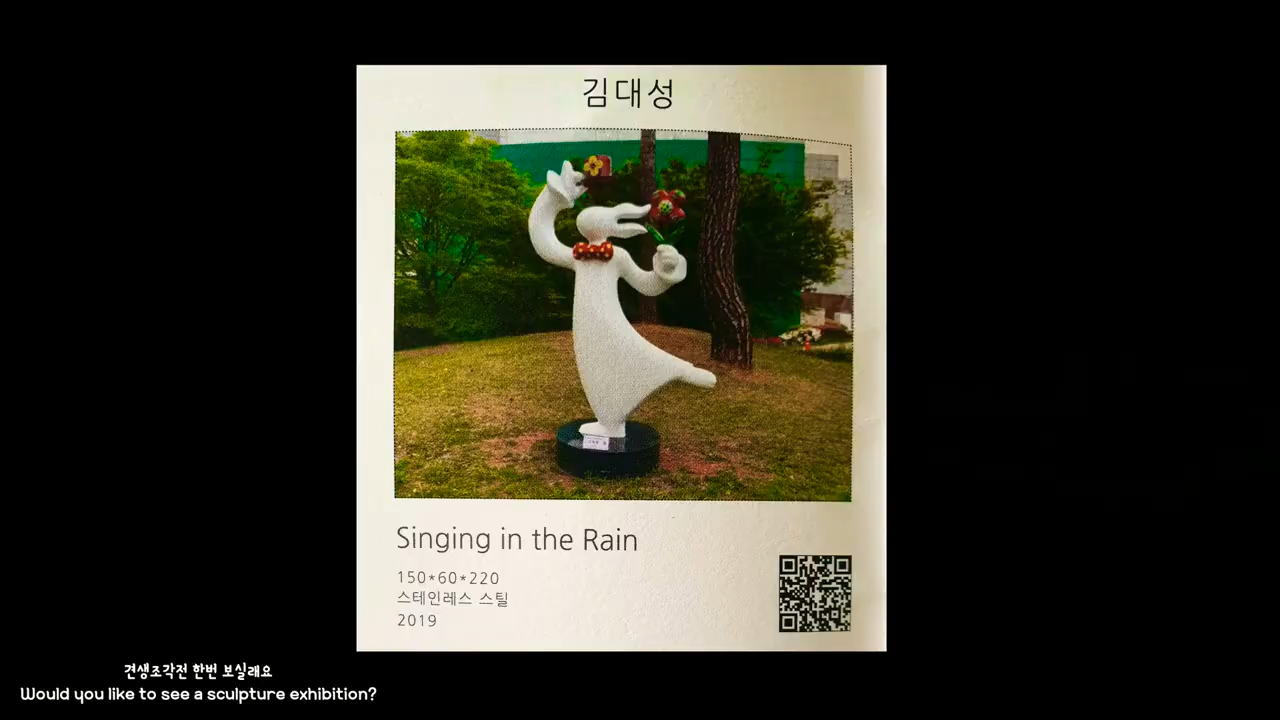 김대성
Singing in the Rain
150*60*220
스테인레스 스틸
2019
견생조각전 한번 보실래요
Would you like to see a sculpture exhibition?